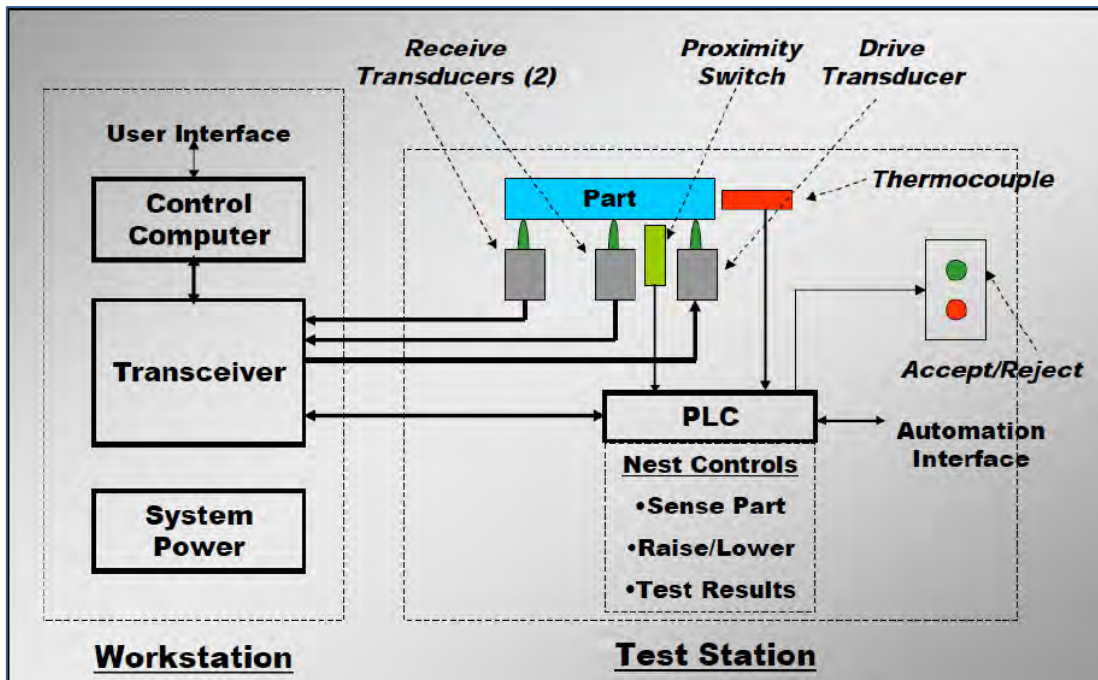 Receive
Transducers (2)
Proximity
Switch
Drive
Transducer
User Interface
Control
Computer
Transceiver
System
Power
Workstation
Part
Thermocouple
Accept/Reject
PLC
Automation
Interface
Nest Controls
•Sense Part
•Raise/Lower
•Test Results
Test Station